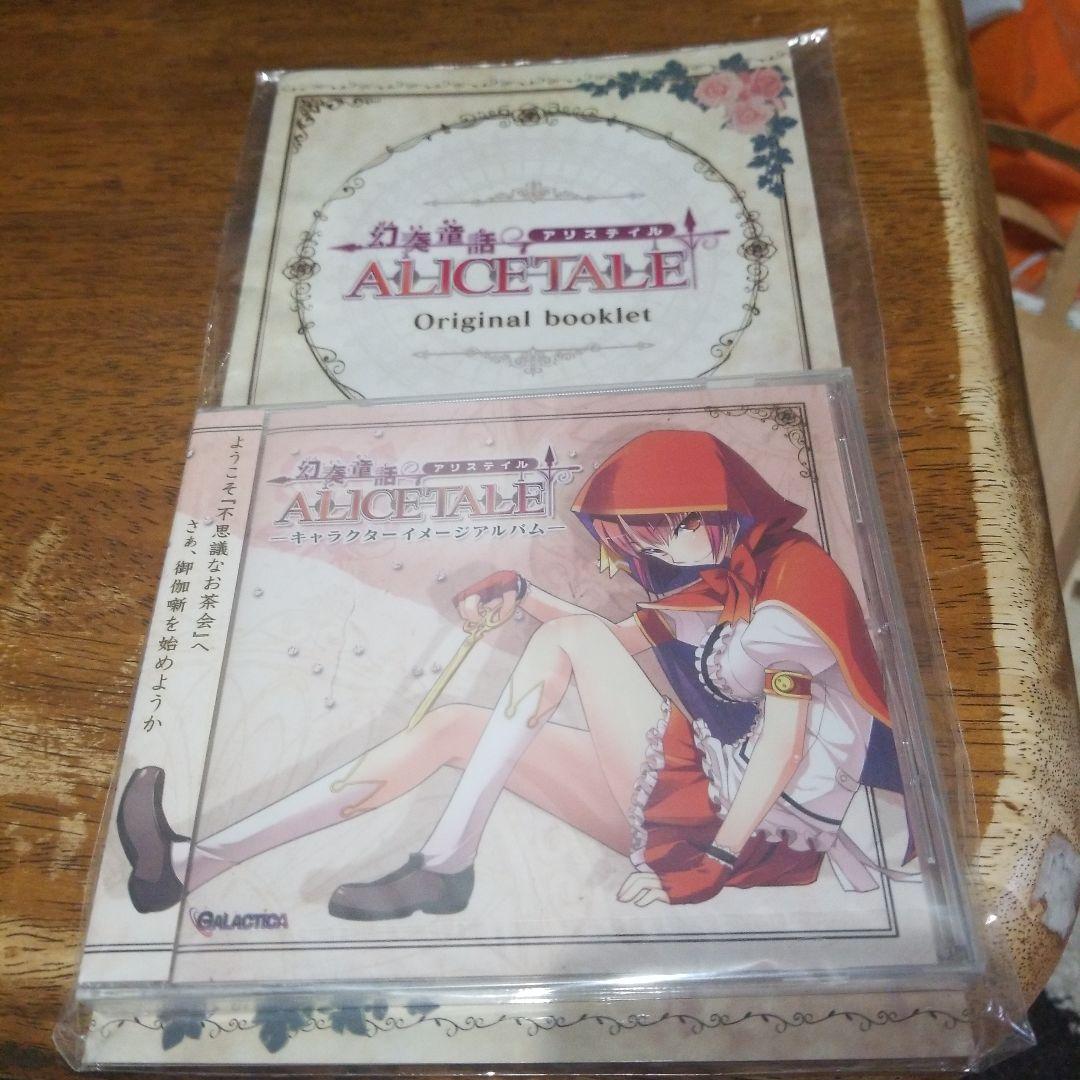 幻奏童話
アリステイル
ALICETALE
Original booklet
ようこそ『不思議なお茶会』へ
さぁ、御伽噺を始めようか
幻奏童話
アリステイル
ALICETALE
―キャラクターイメージアルバム―
GALACTICA